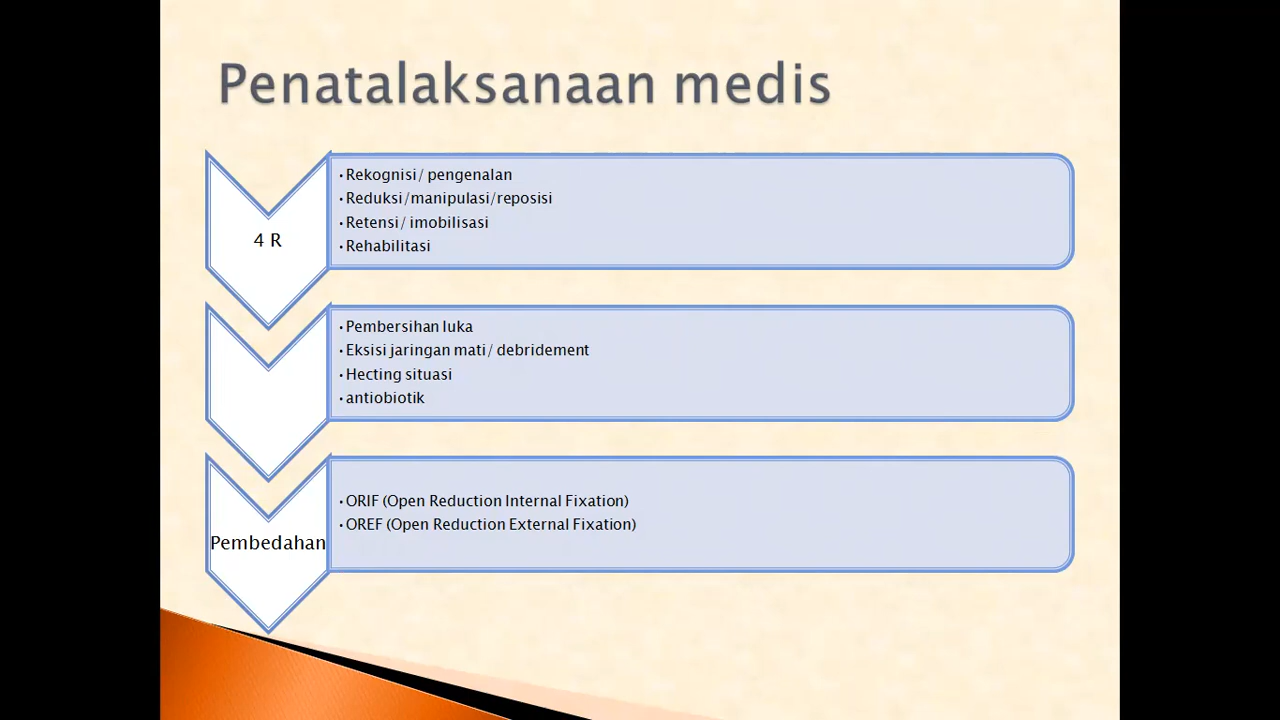 Penatalaksanaan medis
4 R
•Rekognisi/ pengenalan
•Reduksi/manipulasi/reposisi
•Retensi/ imobilisasi
•Rehabilitasi
•Pembersihan luka
•Eksisi jaringan mati/ debridement
•Hecting situasi
•antiobiotik
Pembedahan
•ORIF (Open Reduction Internal Fixation)
•OREF (Open Reduction External Fixation)